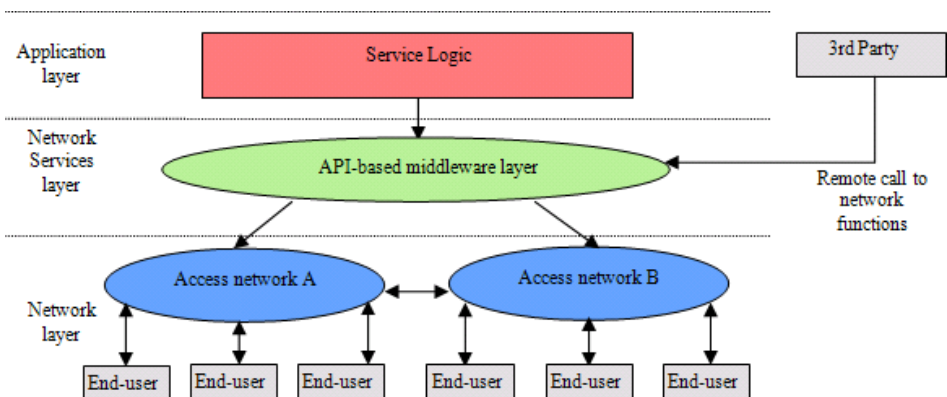 Application
layer
Service Logic
3rd Party
Network
Services
layer
API-based middleware layer
Remote call to
network
functions
Network
layer
Access network A
Access network B
End-user
End-user
End-user
End-user
End-user
End-user